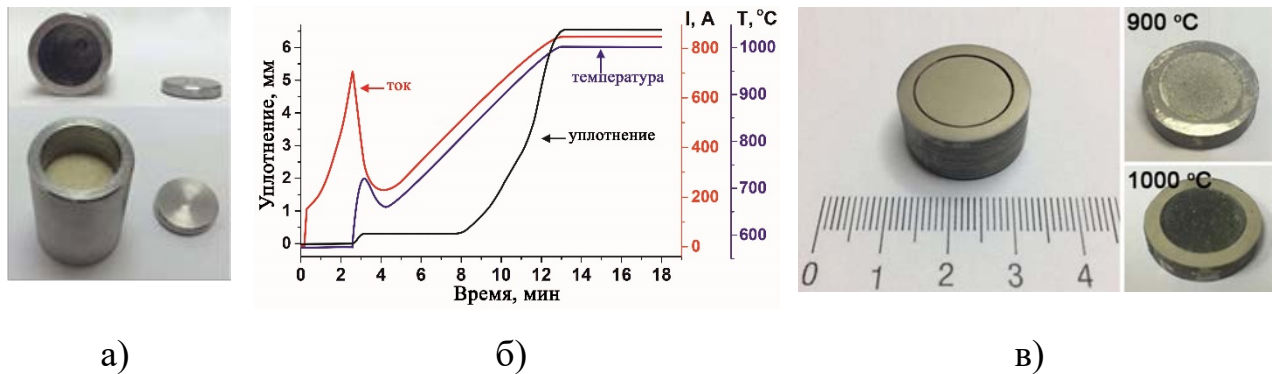 I, A T, °C
Уплотнение, мм
6
5
4
3
2
1
0
ток
температура
уплотнение
800
600
400
200
0
1000
900
800
700
600
0 2 4 6 8 10 12 14 16 18
Время, мин
0 1 2 3 4
900 °C
1000 °C
а) б) в)